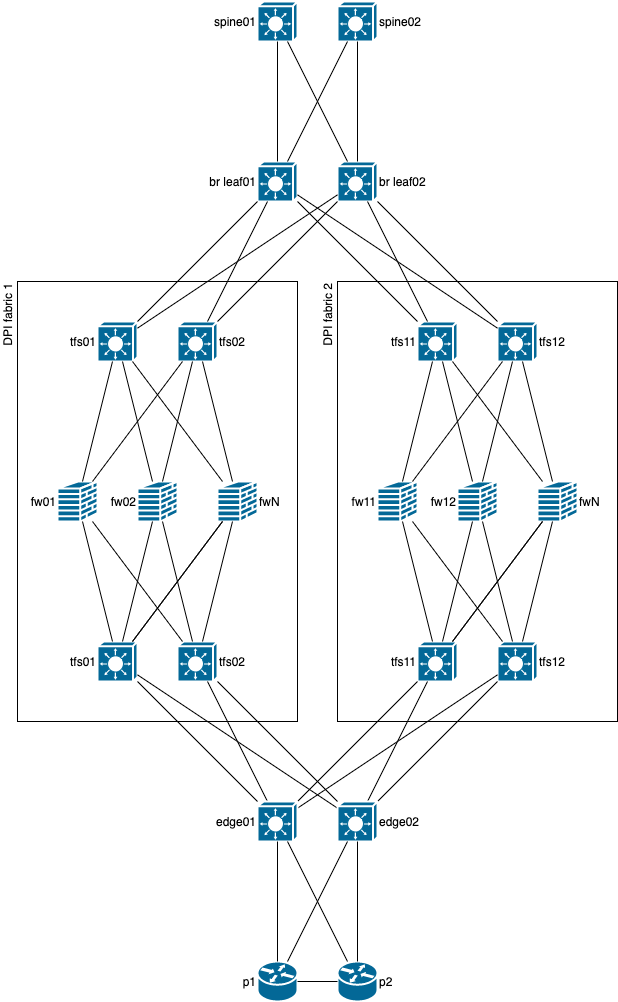 spine01
spine02
br leaf01
br leaf02
DPI fabric 1
DPI fabric 2
tfs01
tfs02
tfs11
tfs12
fw01
fw02
fwN
fw11
fw12
fwN
tfs01
tfs02
tfs11
tfs12
edge01
edge02
p1
p2